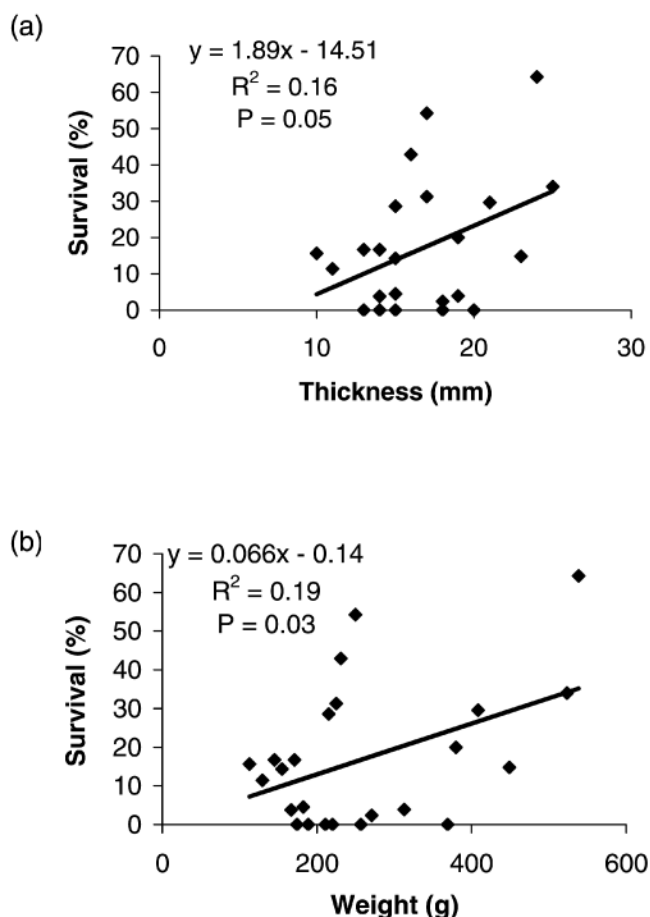 (a)
y = 1.89x - 14.51
R² = 0.16
P = 0.05
70
60
50
40
30
20
10
0
Survival (%)
0 10 20 30
Thickness (mm)
(b)
y = 0.066x - 0.14
R² = 0.19
P = 0.03
70
60
50
40
30
20
10
0
Survival (%)
0 200 400 600
Weight (g)